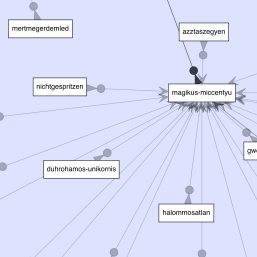 mertmegerdemled
azztaszegyen
nichtgespritzen
magikus-miccentyu
duhrohamos-unikornis
halommosatlan